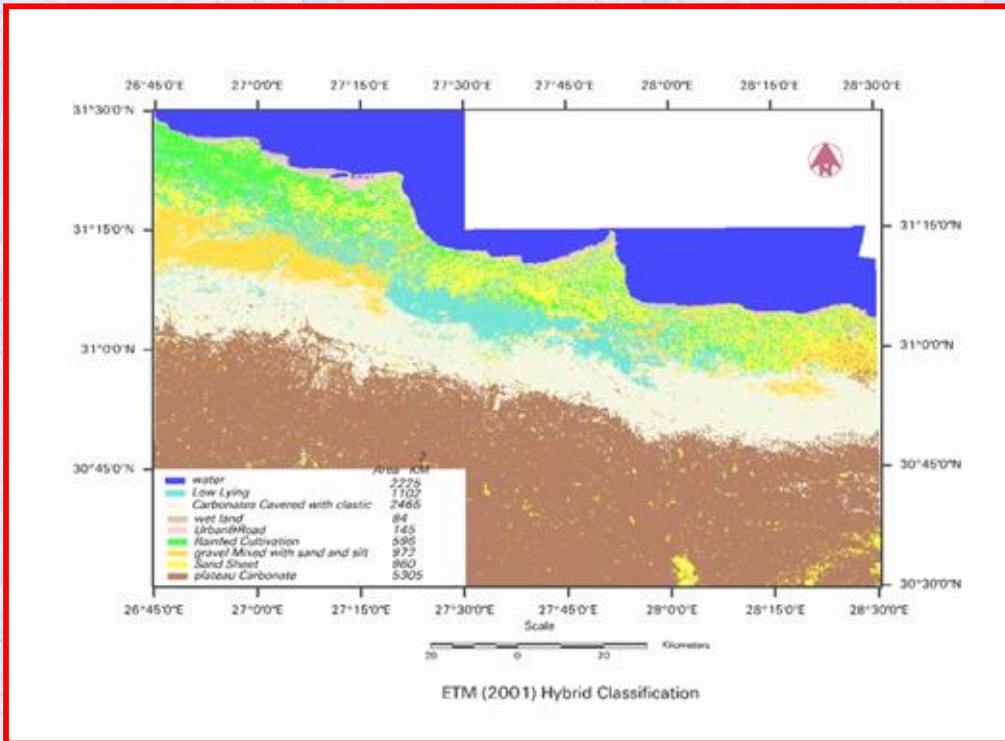 26°45'0"E 27°0'0"E 27°15'0"E 27°30'0"E 27°45'0"E 28°0'0"E 28°15'0"E 28°30'0"E
31°30'0"N
N
31°15'0"N 31°15'0"N
31°0'0"N 31°0'0"N
30°45'0"N 30°45'0"N
2
Area KM
water 2225
Low Lying 1102
Carbonates Cavered with clastic 2465
wet land 84
Urban&Road 145
Rainfed Cultivation 596
gravel Mixed with sand and silt 972
Sand Sheet 960
plateau Carbonate 5305
30°30'0"N
26°45'0"E 27°0'0"E 27°15'0"E 27°30'0"E 27°45'0"E 28°0'0"E 28°15'0"E 28°30'0"E
Scale
20 0 20 Kilometers
ETM (2001) Hybrid Classification